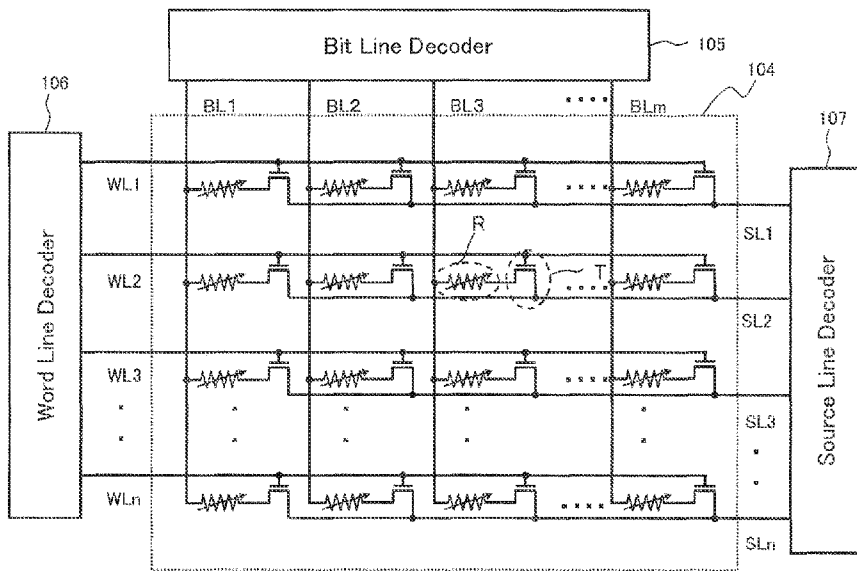 Bit Line Decoder
105
106
104
BL1 BL2 BL3 BLm
107
WL1
SL1
R
WL2
T
SL2
Word Line Decoder
WL3
SL3
Source Line Decoder
WLn
SLn